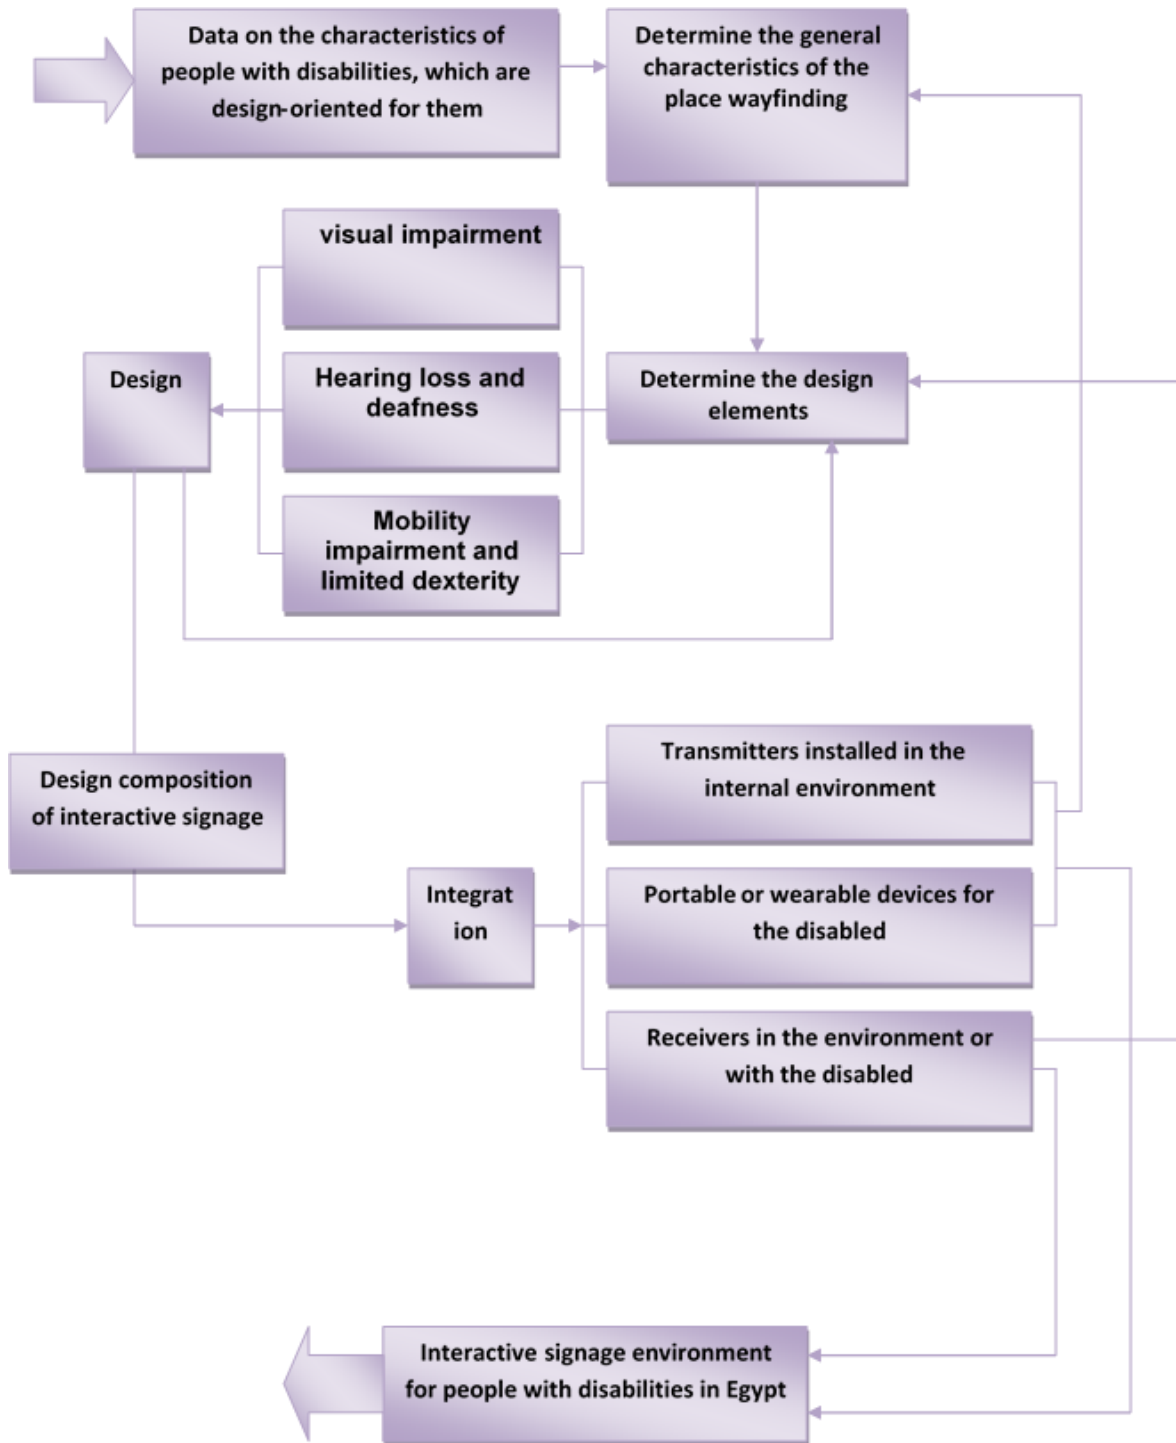 Data on the characteristics of
people with disabilities, which are
design-oriented for them
Determine the general
characteristics of the
place wayfinding
visual impairment
Hearing loss and
deafness
Mobility
impairment and
limited dexterity
Design
Determine the design
elements
Design composition
of interactive signage
Integrat
ion
Transmitters installed in the
internal environment
Portable or wearable devices for
the disabled
Receivers in the environment or
with the disabled
Interactive signage environment
for people with disabilities in Egypt